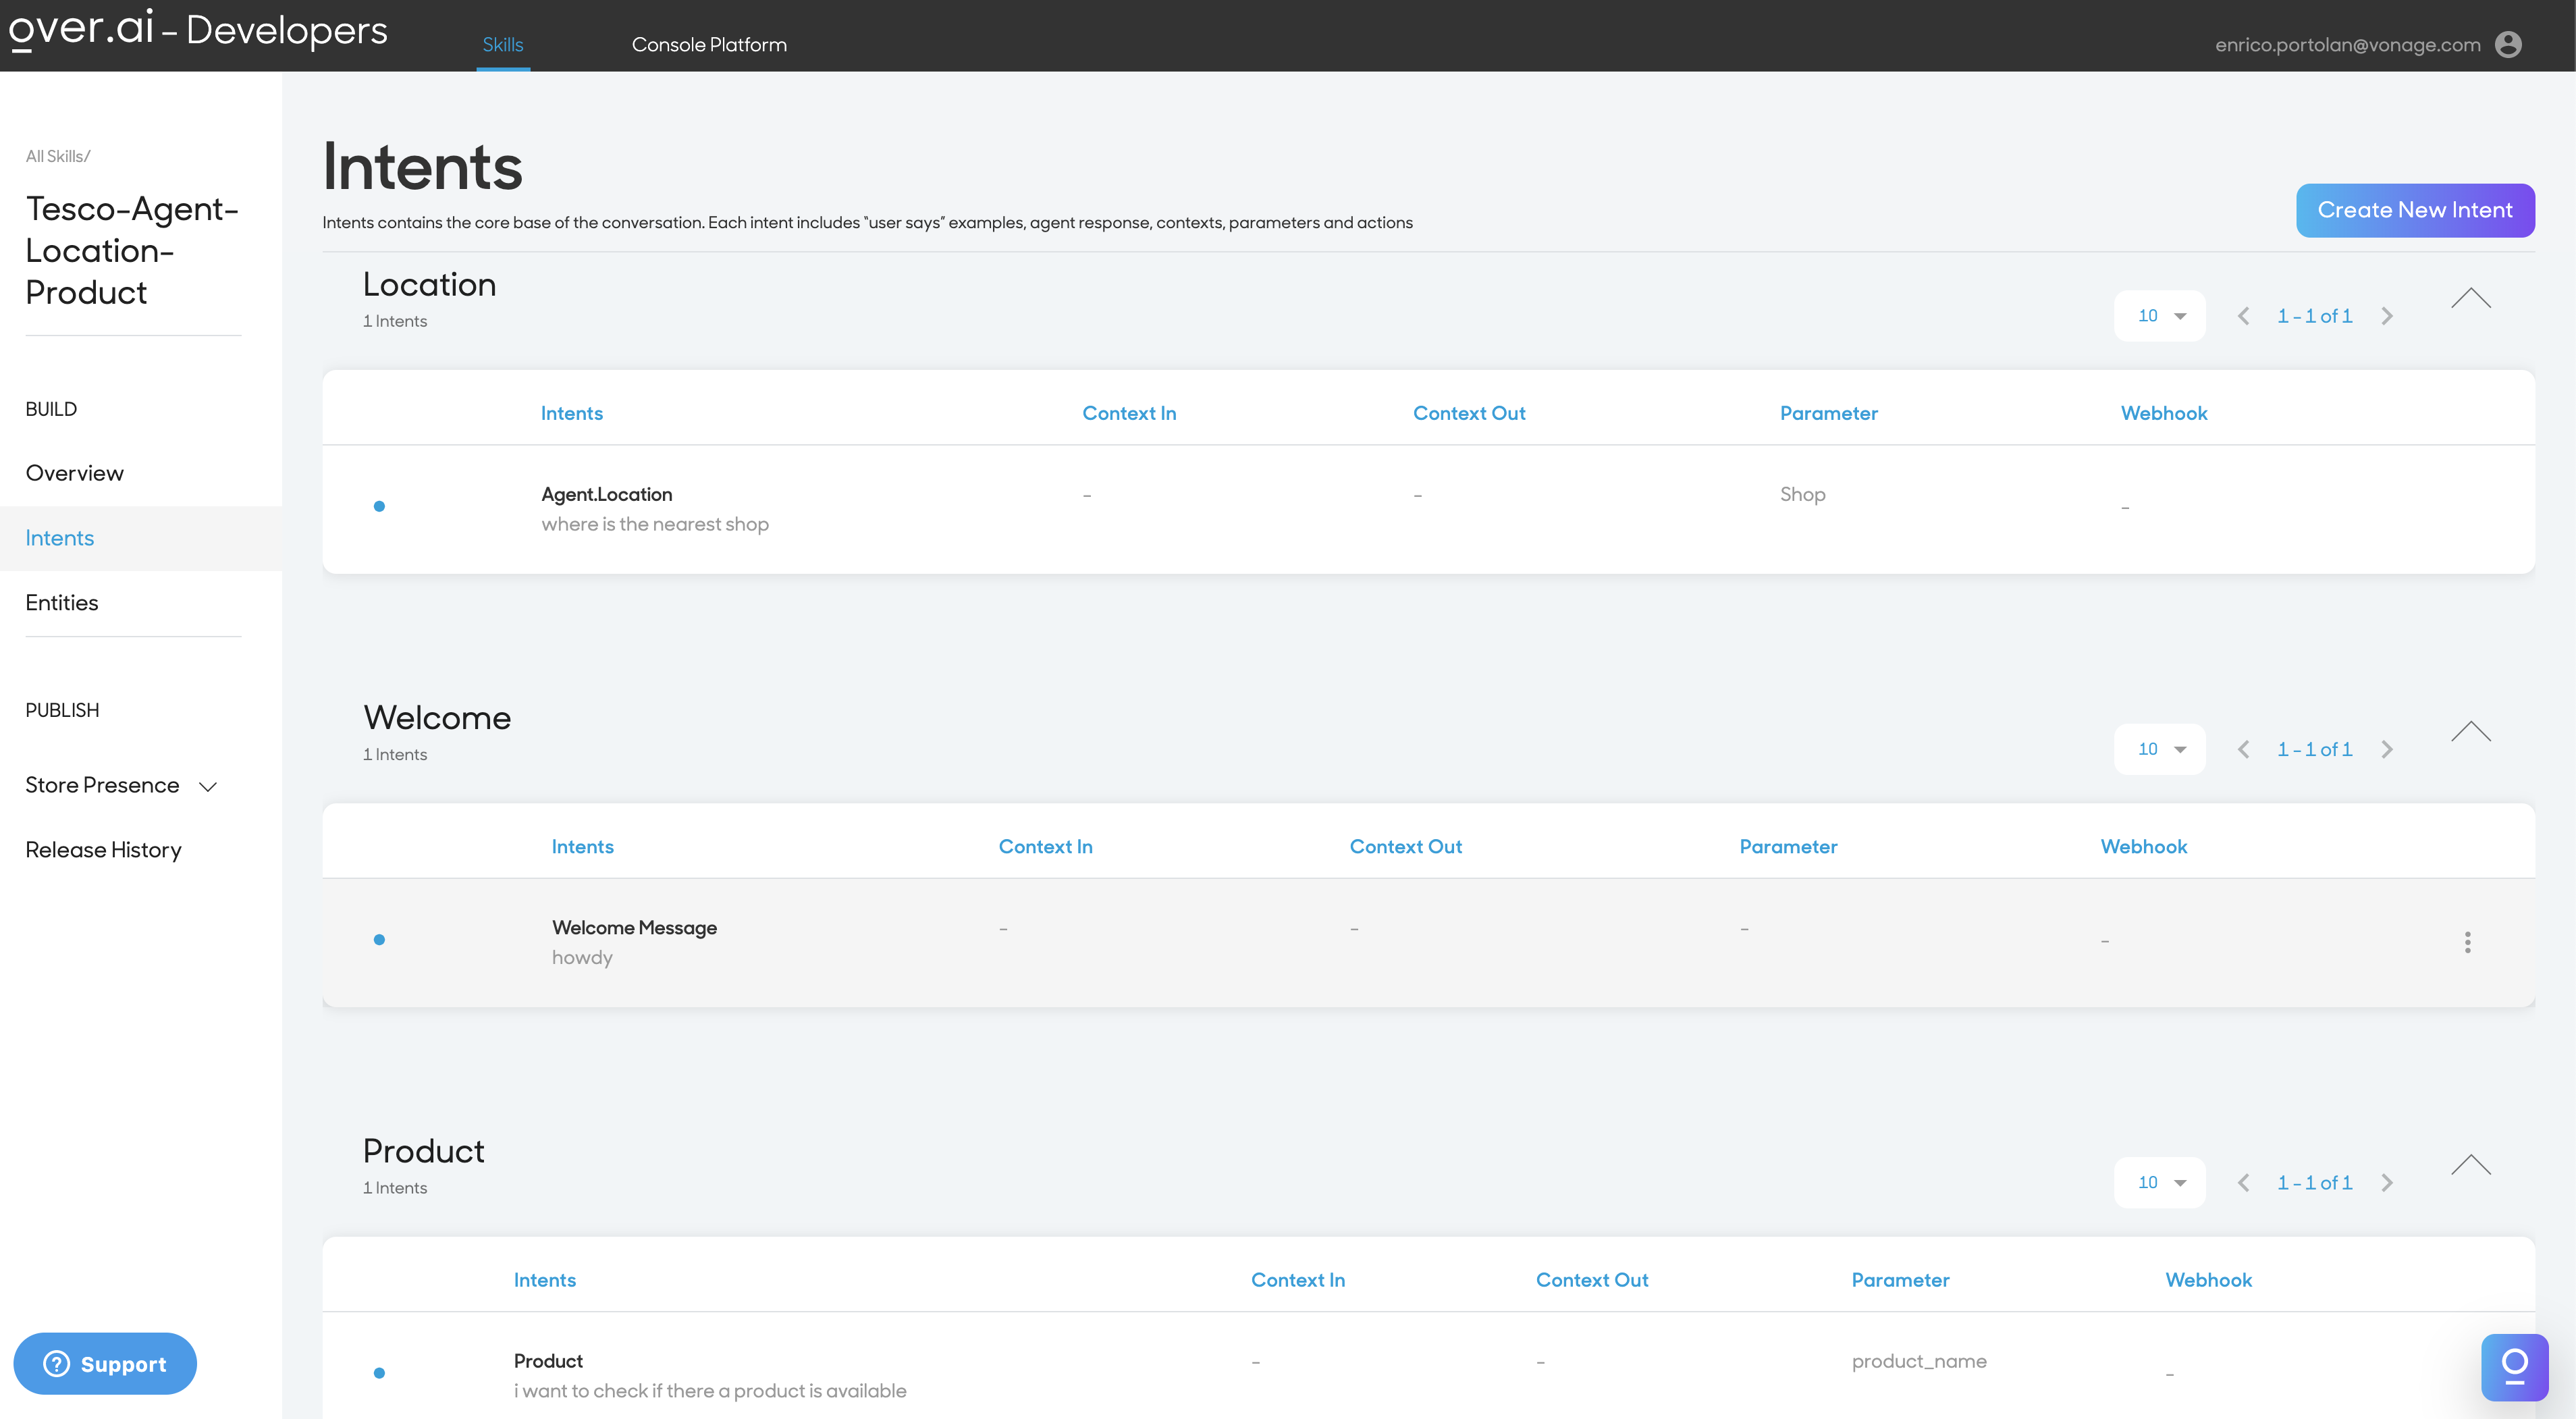 over.ai - Developers
Skills
Console Platform
enrico.portolan@vonage.com
All Skills/
Tesco-Agent-
Location-
Product
BUILD
Overview
Intents
Entities
PUBLISH
Store Presence
Release History
Support
Intents
Intents contains the core base of the conversation. Each intent includes "user says" examples, agent response, contexts, parameters and actions
Create New Intent
Location
1 Intents
10
1 - 1 of 1
Intents Context In Context Out Parameter Webhook
Agent.Location - - Shop -
where is the nearest shop
Welcome
1 Intents
10
1 - 1 of 1
Intents Context In Context Out Parameter Webhook
Welcome Message - - - -
howdy
Product
1 Intents
10
1 - 1 of 1
Intents Context In Context Out Parameter Webhook
Product - - product_name -
i want to check if there a product is available